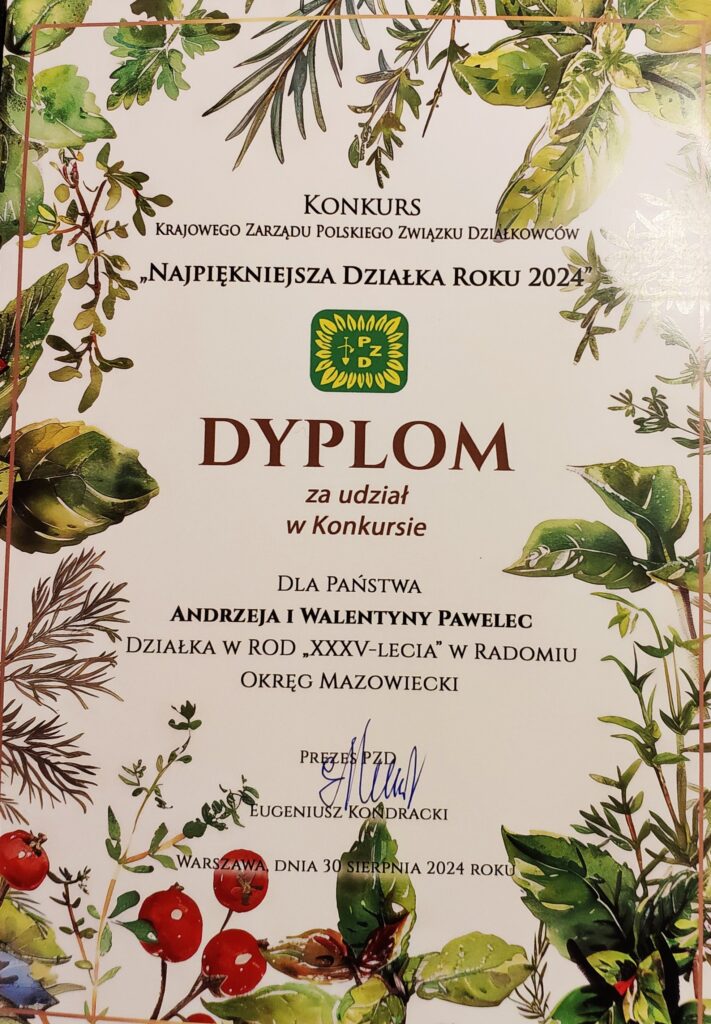 Konkurs
Krajowego Zarządu Polskiego Związku Działkowców
„Najpiękniejsza Działka Roku 2024”
P
Z
D
DYPLOM
za udział
w Konkursie
Dla Państwa
Andrzeja i Walentyny Pawelec
Działka w ROD „XXXV-lecia” w Radomiu
Okręg Mazowiecki
Prezes PZD
Eugeniusz Kondracki
Warszawa, dnia 30 sierpnia 2024 roku